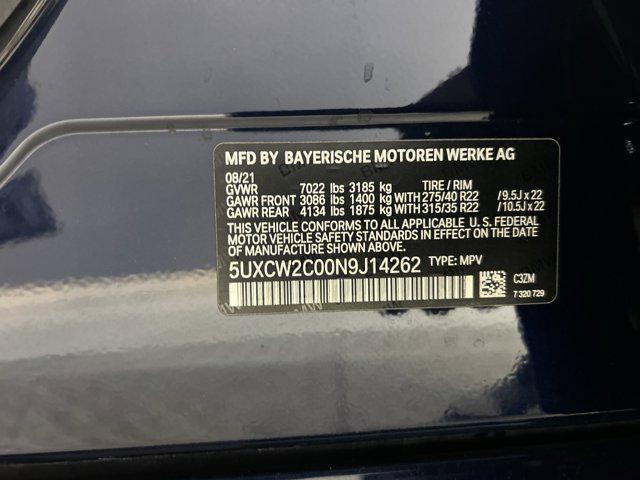 MFD BY BAYERISCHE MOTOREN WERKE AG
08/21
GVWR 7022 lbs 3185 kg TIRE / RIM
GAWR FRONT 3086 lbs 1400 kg WITH 275/40 R22 /9.5J x 22
GAWR REAR 4134 lbs 1875 kg WITH 315/35 R22 /10.5J x 22
THIS VEHICLE CONFORMS TO ALL APPLICABLE U.S. FEDERAL
MOTOR VEHICLE SAFETY STANDARDS IN EFFECT ON THE DATE
OF MANUFACTURE SHOWN ABOVE.
5UXCW2C00N9J14262 TYPE: MPV
C3ZM
7 320 729